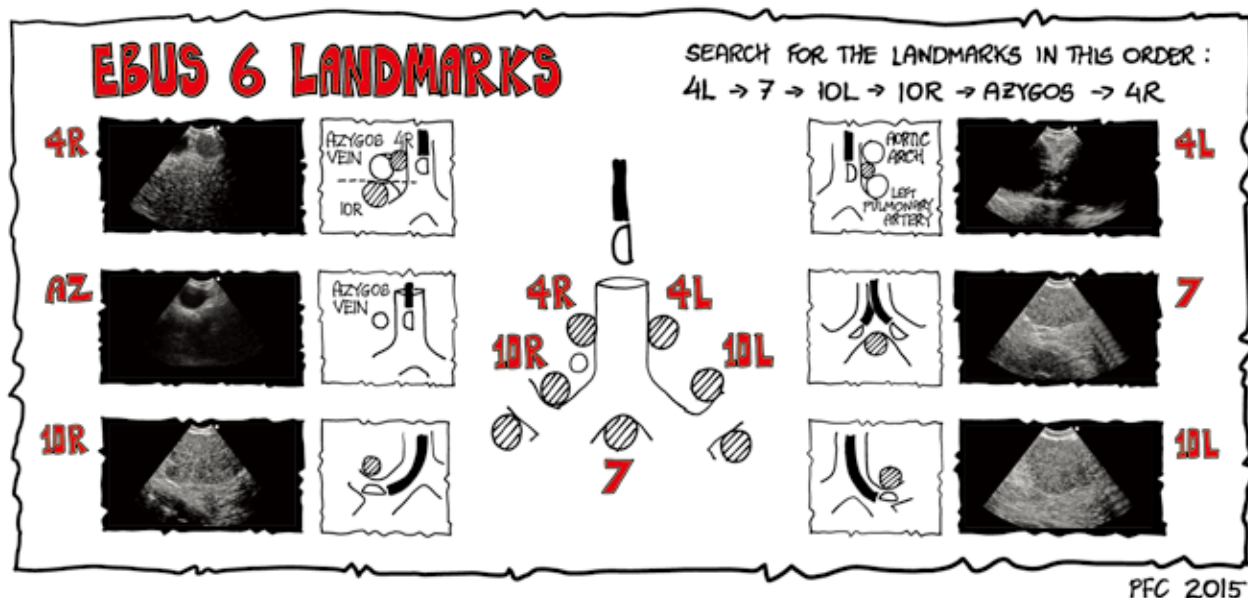 EBUS 6 LANDMARKS
SEARCH FOR THE LANDMARKS IN THIS ORDER :
4L → 7 → 10L → 10R → AZYGOS → 4R
4R
AZYGOS 4R
VEIN
10R
AORTIC
ARCH
LEFT
PULMONARY
ARTERY
4L
AZ
AZYGOS
VEIN
4R
4L
7
10R
10L
10R
7
10L
PFC 2015